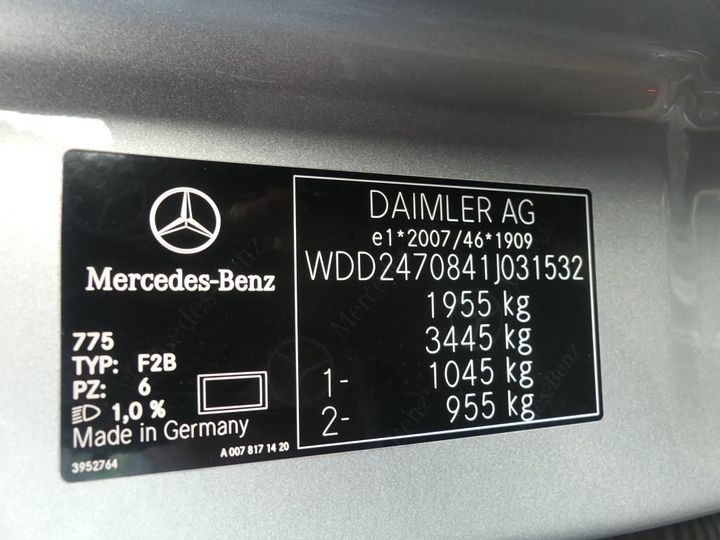 Mercedes-Benz
775
TYP: F2B
PZ: 6
1,0 %
Made in Germany
3952764
A 007 817 14 20
DAIMLER AG
e1*2007/46*1909
WDD2470841J031532
1955 kg
3445 kg
1- 1045 kg
2- 955 kg